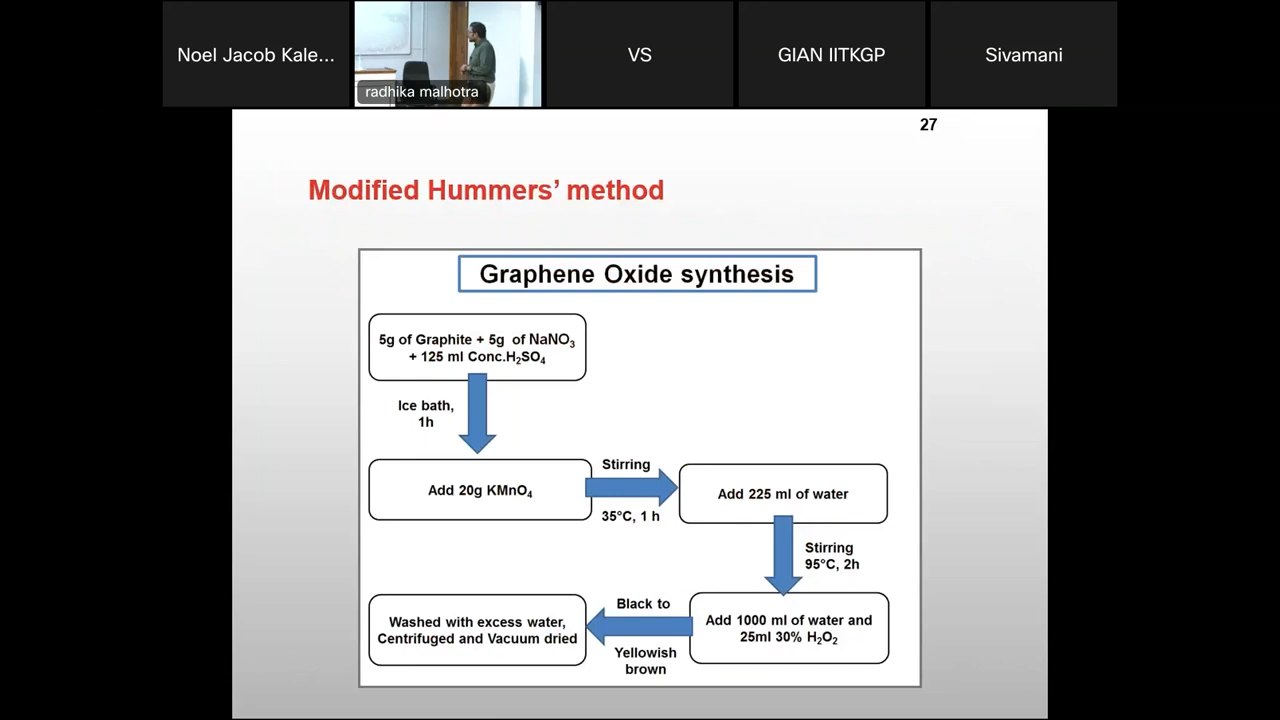 Noel Jacob Kale...
radhika malhotra
VS
GIAN IITKGP
Sivamani
27
Modified Hummers’ method
Graphene Oxide synthesis
5g of Graphite + 5g of NaNO₃
+ 125 ml Conc.H₂SO₄
Ice bath,
1h
Add 20g KMnO₄
Stirring
35°C, 1 h
Add 225 ml of water
Stirring
95°C, 2h
Add 1000 ml of water and
25ml 30% H₂O₂
Black to
Yellowish
brown
Washed with excess water,
Centrifuged and Vacuum dried